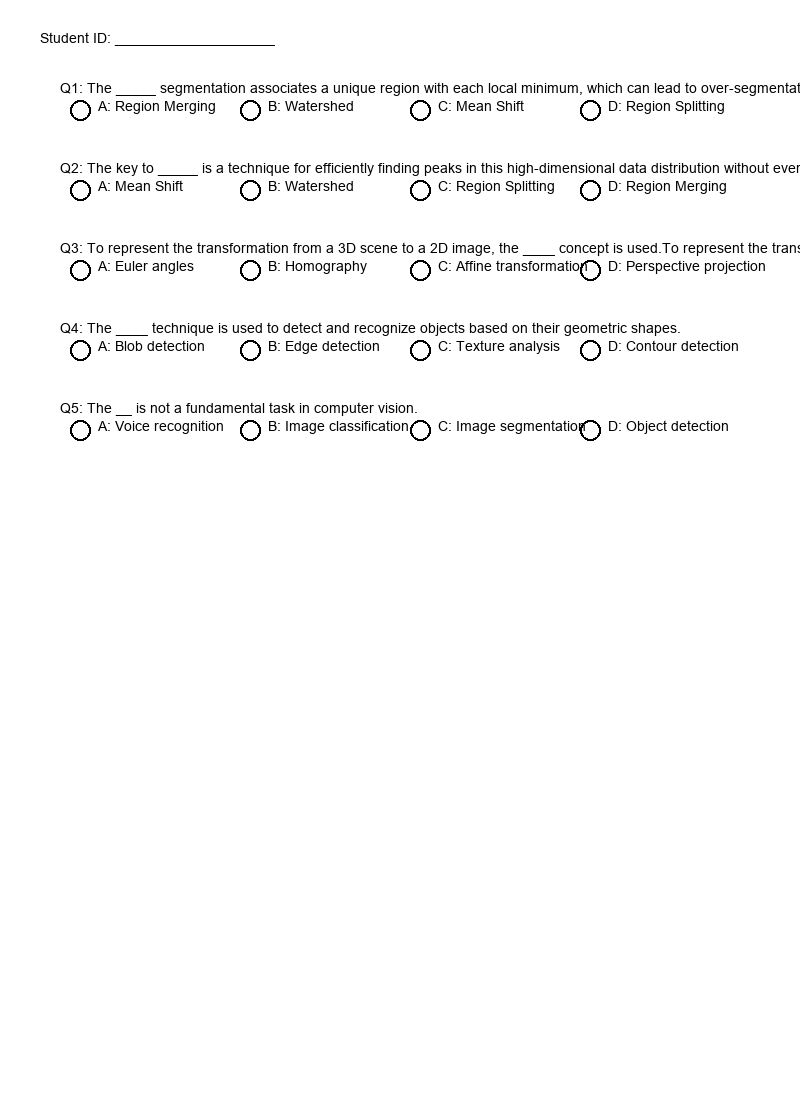 Student ID: ____________________
Q1: The _____ segmentation associates a unique region with each local minimum, which can lead to over-segmentat
A: Region Merging B: Watershed C: Mean Shift D: Region Splitting
Q2: The key to _____ is a technique for efficiently finding peaks in this high-dimensional data distribution without ever
A: Mean Shift B: Watershed C: Region Splitting D: Region Merging
Q3: To represent the transformation from a 3D scene to a 2D image, the ____ concept is used.To represent the trans
A: Euler angles B: Homography C: Affine transformation D: Perspective projection
Q4: The ____ technique is used to detect and recognize objects based on their geometric shapes.
A: Blob detection B: Edge detection C: Texture analysis D: Contour detection
Q5: The __ is not a fundamental task in computer vision.
A: Voice recognition B: Image classification C: Image segmentation D: Object detection